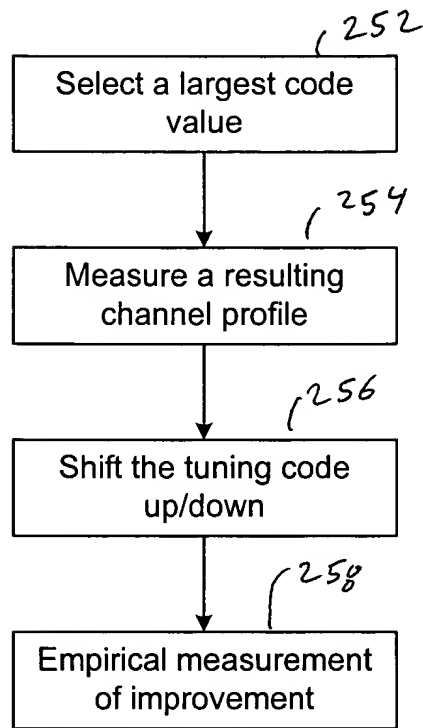 252
Select a largest code
value
254
Measure a resulting
channel profile
256
Shift the tuning code
up/down
258
Empirical measurement
of improvement